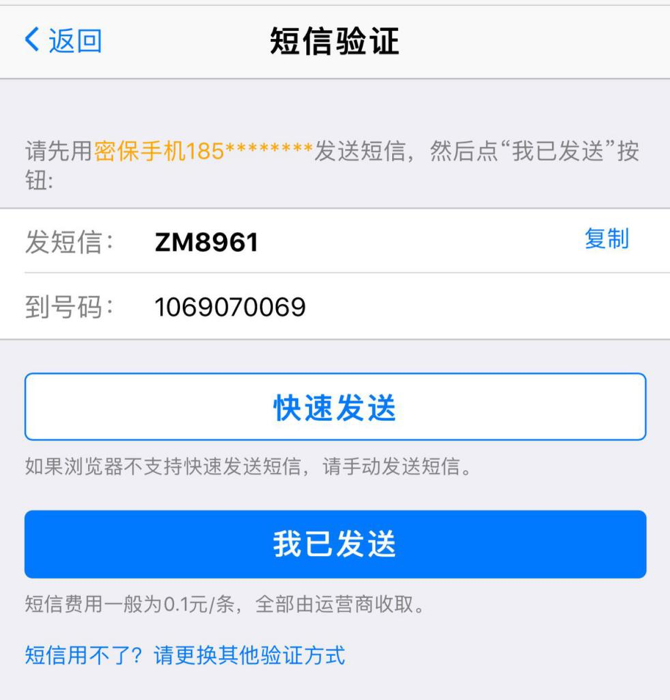 返回
短信验证
请先用密保手机185********发送短信，然后点“我已发送”按
钮:
发短信： ZM8961 复制
到号码： 1069070069
快速发送
如果浏览器不支持快速发送短信，请手动发送短信。
我已发送
短信费用一般为0.1元/条，全部由运营商收取。
短信用不了？请更换其他验证方式